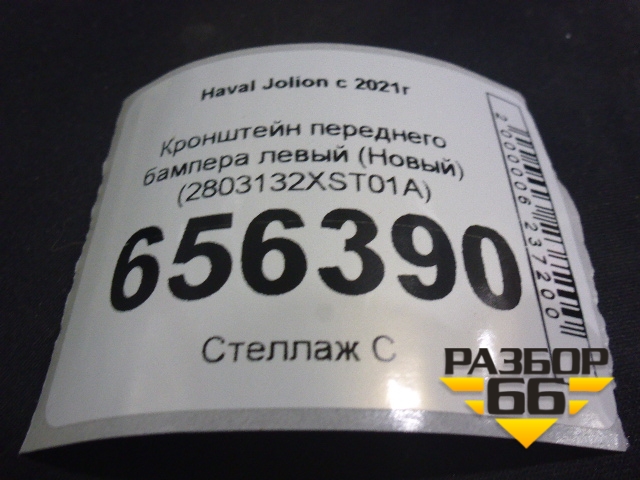 Haval Jolion с 2021г
Кронштейн переднего
бампера левый (Новый)
(2803132XST01A)
656390
Стеллаж С
2000006237200
РАЗБОР
66